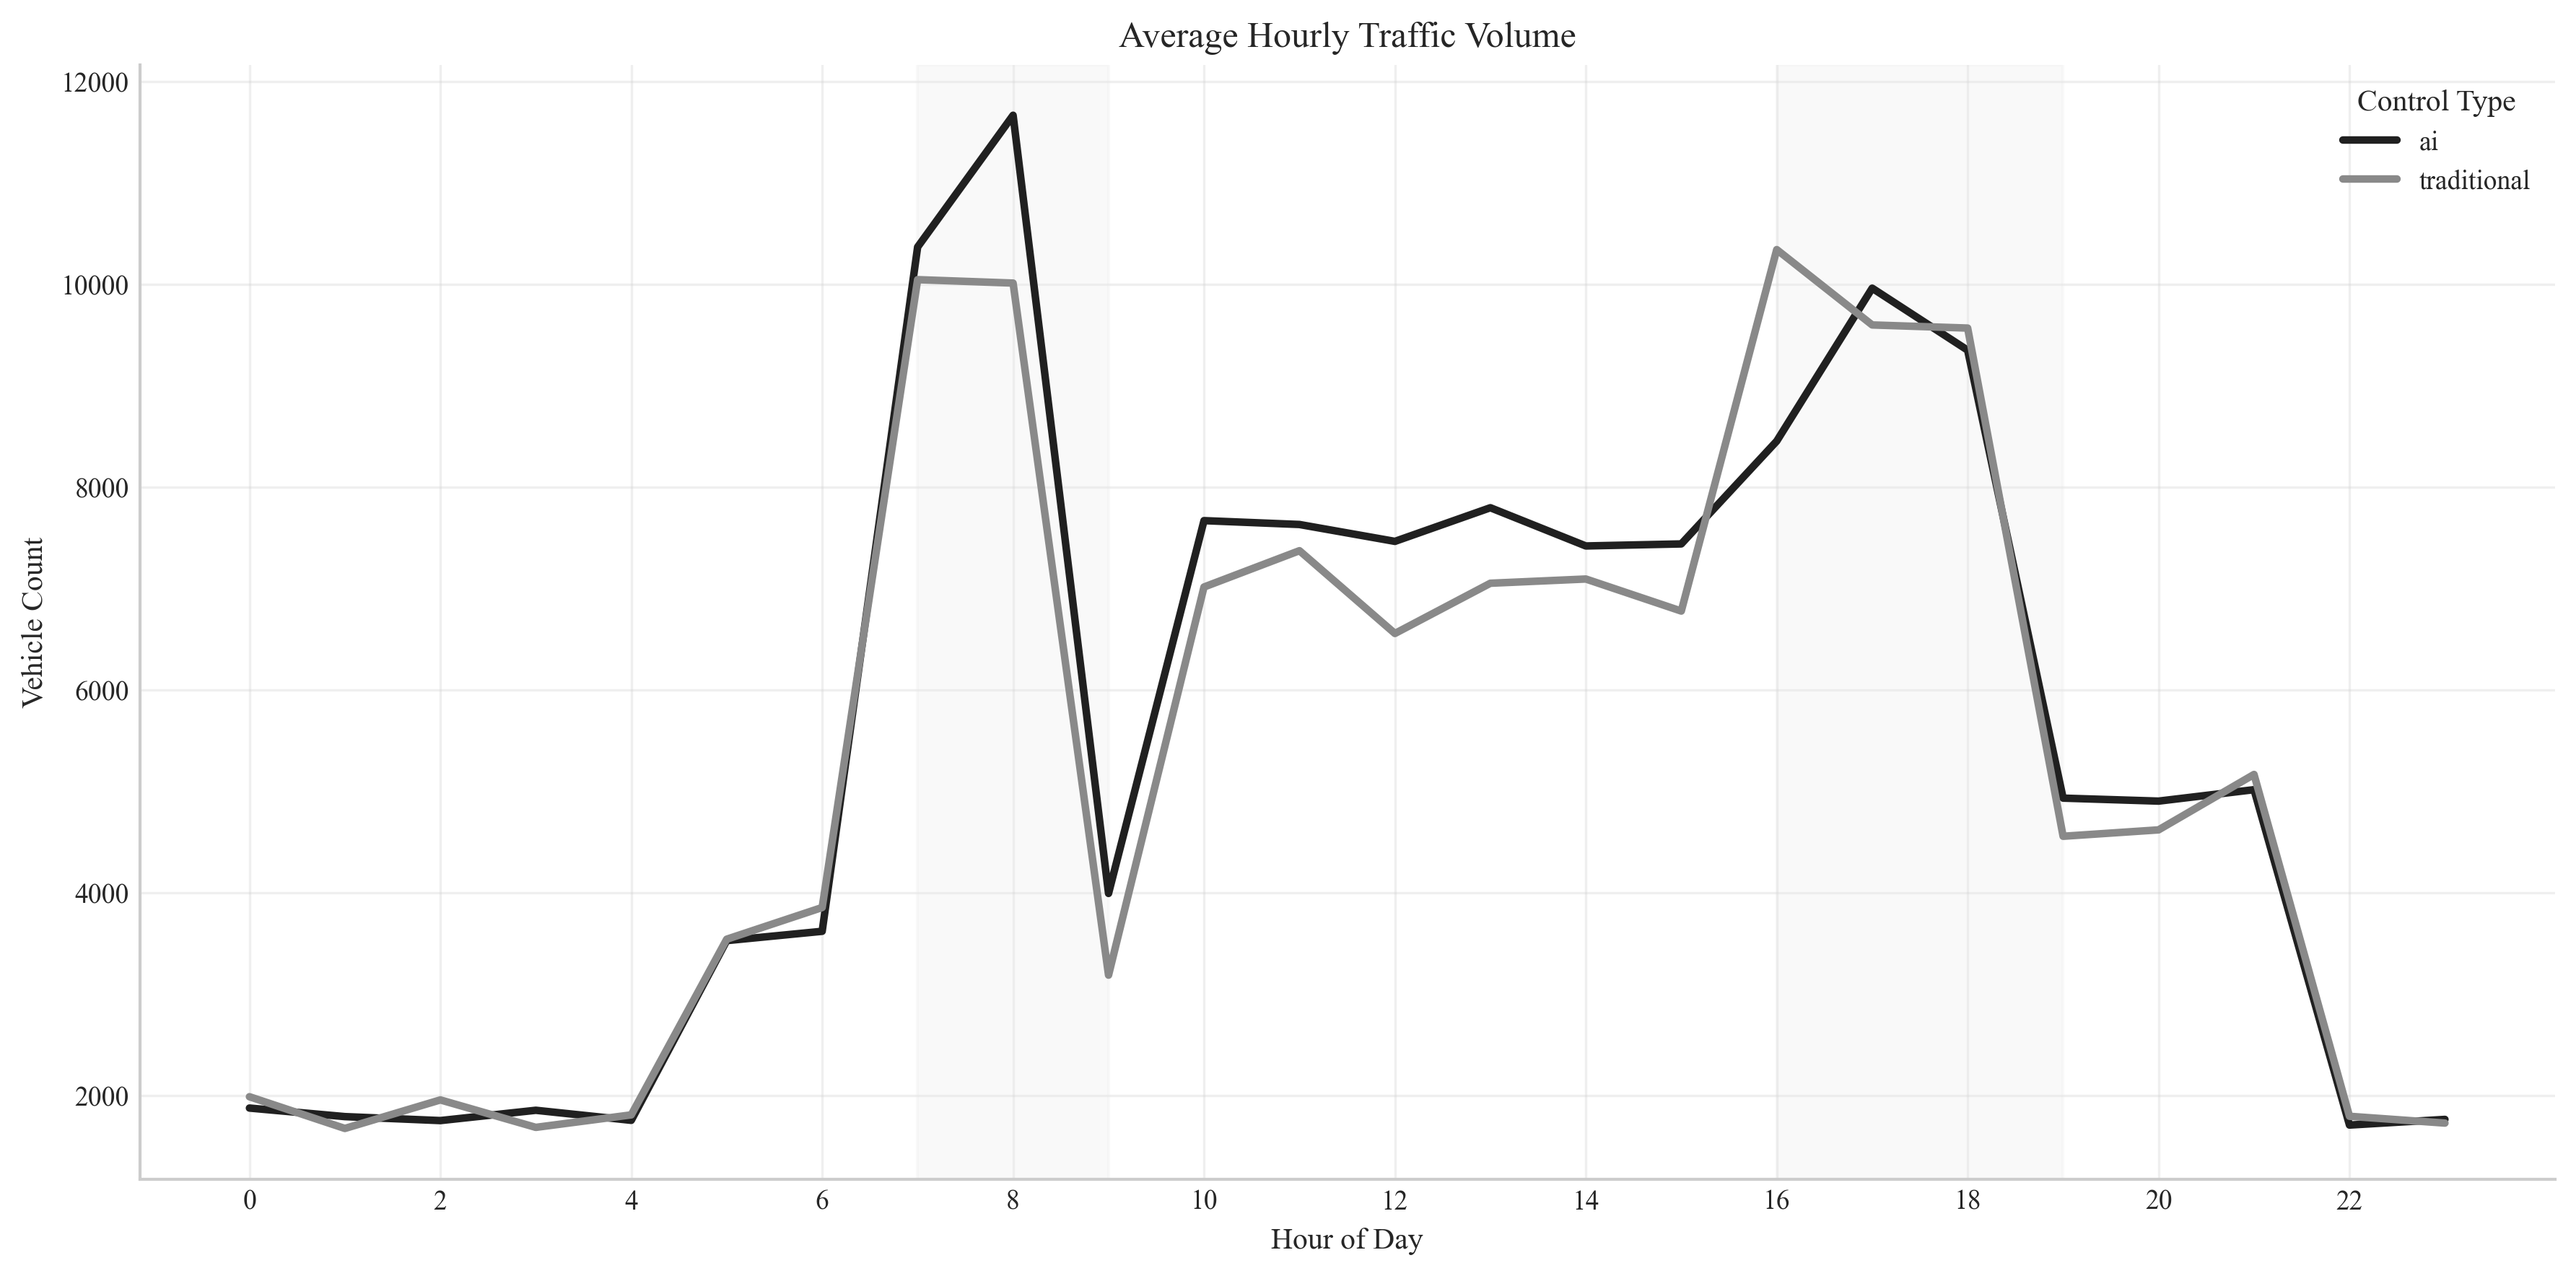 Average Hourly Traffic Volume
12000
10000
8000
6000
4000
2000
Vehicle Count
Control Type
ai
traditional
0 2 4 6 8 10 12 14 16 18 20 22
Hour of Day